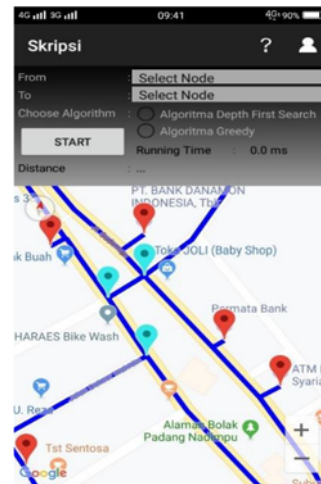 4G 3G 09:41 4G+ 90%
Skripsi ?
From : Select Node
To : Select Node
Choose Algorithm : Algoritma Depth First Search
Algoritma Greedy
START
Running Time : 0.0 ms
Distance : ...
PT. BANK DANAMON
INDONESIA, Tbk
s 3
k Buah
Toko JOLI (Baby Shop)
Permata Bank
HARAES Bike Wash
ATM
Syaria
U. Reza
Alaman Bolak
Padang Nadimpu
Tst Sentosa
+
−
Google